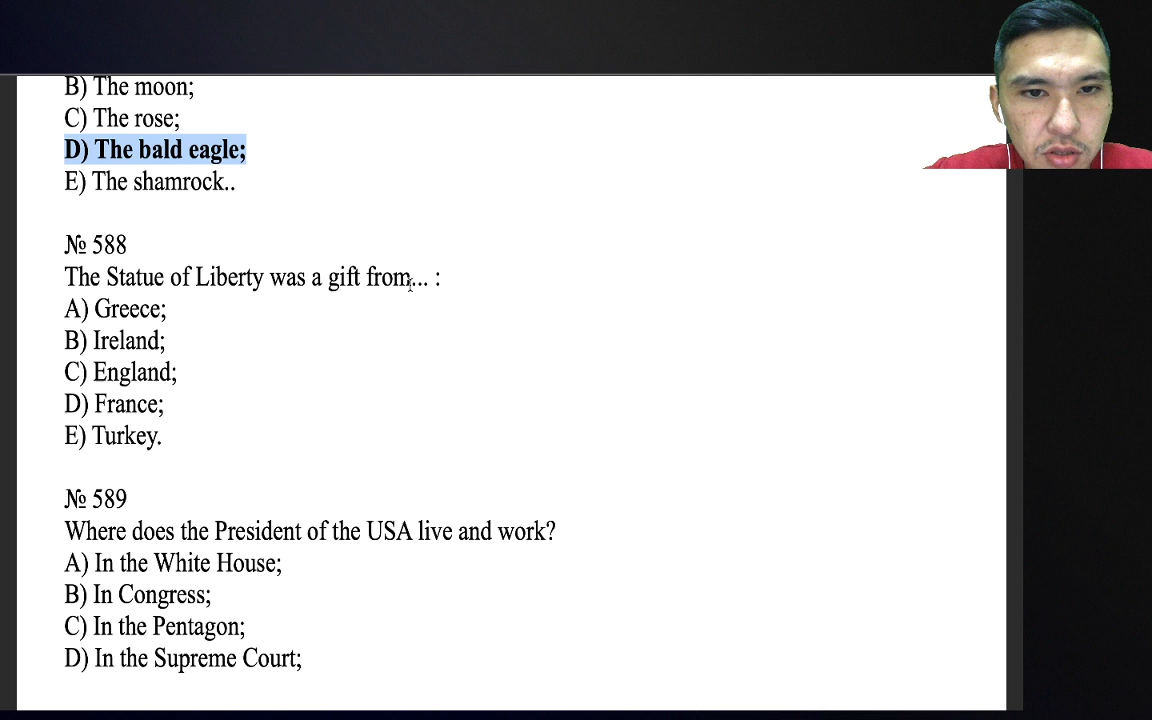 B) The moon;
C) The rose;
D) The bald eagle;
E) The shamrock..
№ 588
The Statue of Liberty was a gift from... :
A) Greece;
B) Ireland;
C) England;
D) France;
E) Turkey.
№ 589
Where does the President of the USA live and work?
A) In the White House;
B) In Congress;
C) In the Pentagon;
D) In the Supreme Court;